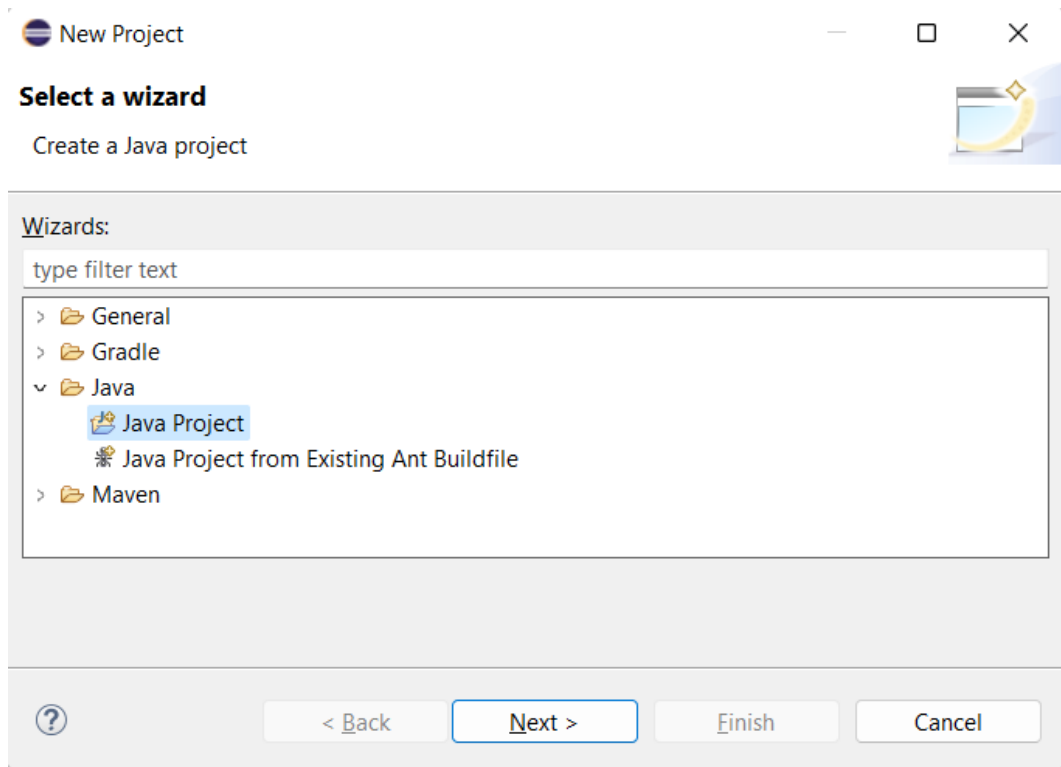 New Project
Select a wizard
Create a Java project
Wizards:
type filter text
General
Gradle
Java
Java Project
Java Project from Existing Ant Buildfile
Maven
? < Back Next > Finish Cancel